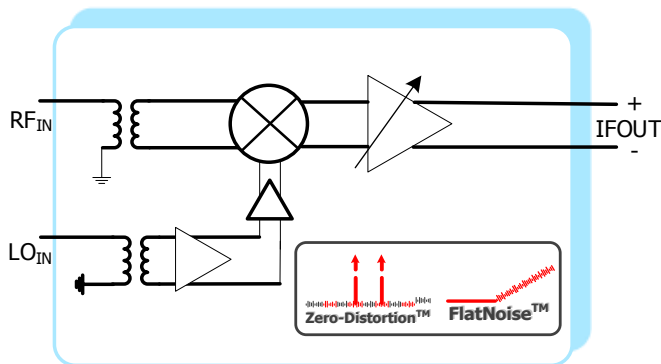 RFIN
+
IFOUT
-
LOIN
Zero-Distortion™
FlatNoise™